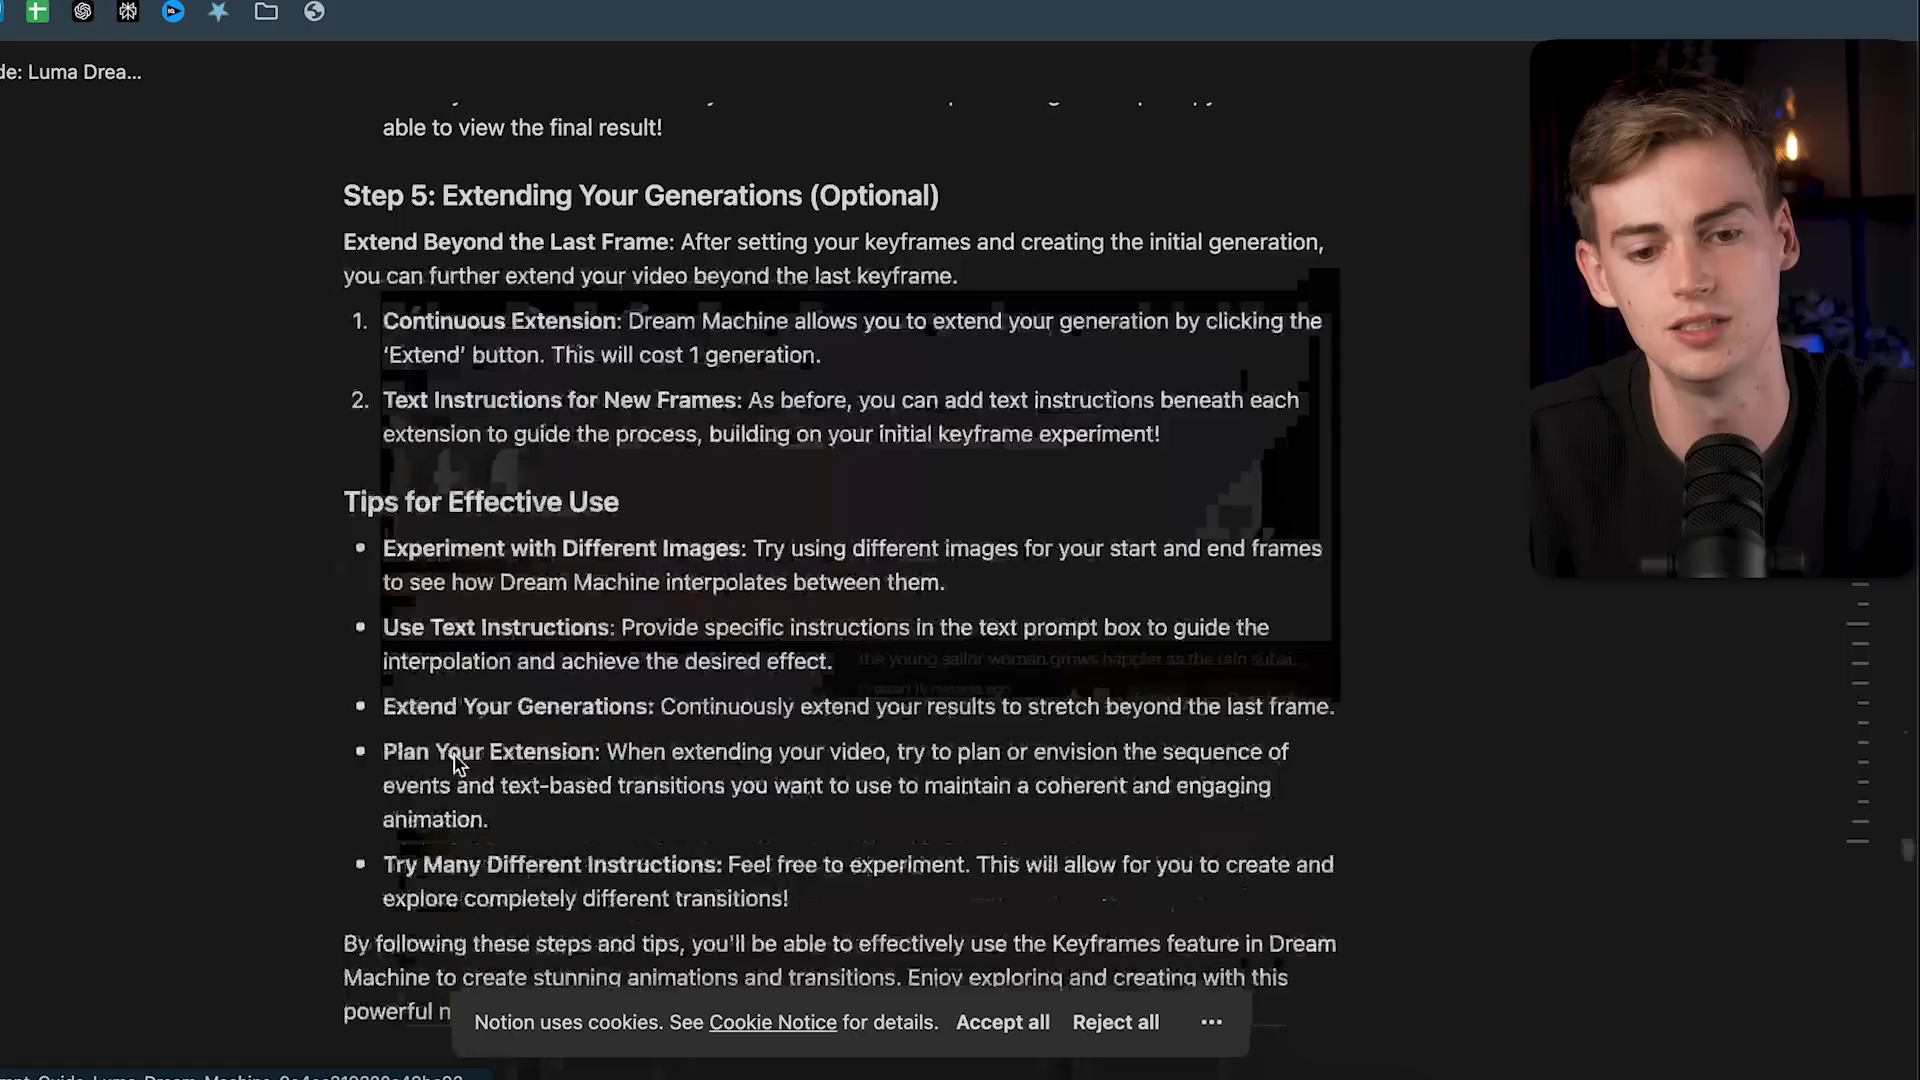 de: Luma Drea...
able to view the final result!
Step 5: Extending Your Generations (Optional)
Extend Beyond the Last Frame: After setting your keyframes and creating the initial generation,
you can further extend your video beyond the last keyframe.
1. Continuous Extension: Dream Machine allows you to extend your generation by clicking the
‘Extend’ button. This will cost 1 generation.
2. Text Instructions for New Frames: As before, you can add text instructions beneath each
extension to guide the process, building on your initial keyframe experiment!
Tips for Effective Use
• Experiment with Different Images: Try using different images for your start and end frames
to see how Dream Machine interpolates between them.
• Use Text Instructions: Provide specific instructions in the text prompt box to guide the
interpolation and achieve the desired effect.
the young sailor woman grows happier as the rain
• Extend Your Generations: Continuously extend your results to stretch beyond the last frame.
• Plan Your Extension: When extending your video, try to plan or envision the sequence of
events and text-based transitions you want to use to maintain a coherent and engaging
animation.
• Try Many Different Instructions: Feel free to experiment. This will allow for you to create and
explore completely different transitions!
By following these steps and tips, you'll be able to effectively use the Keyframes feature in Dream
Machine to create stunning animations and transitions. Enjoy exploring and creating with this
powerful
Notion uses cookies. See Cookie Notice for details. Accept all Reject all ...